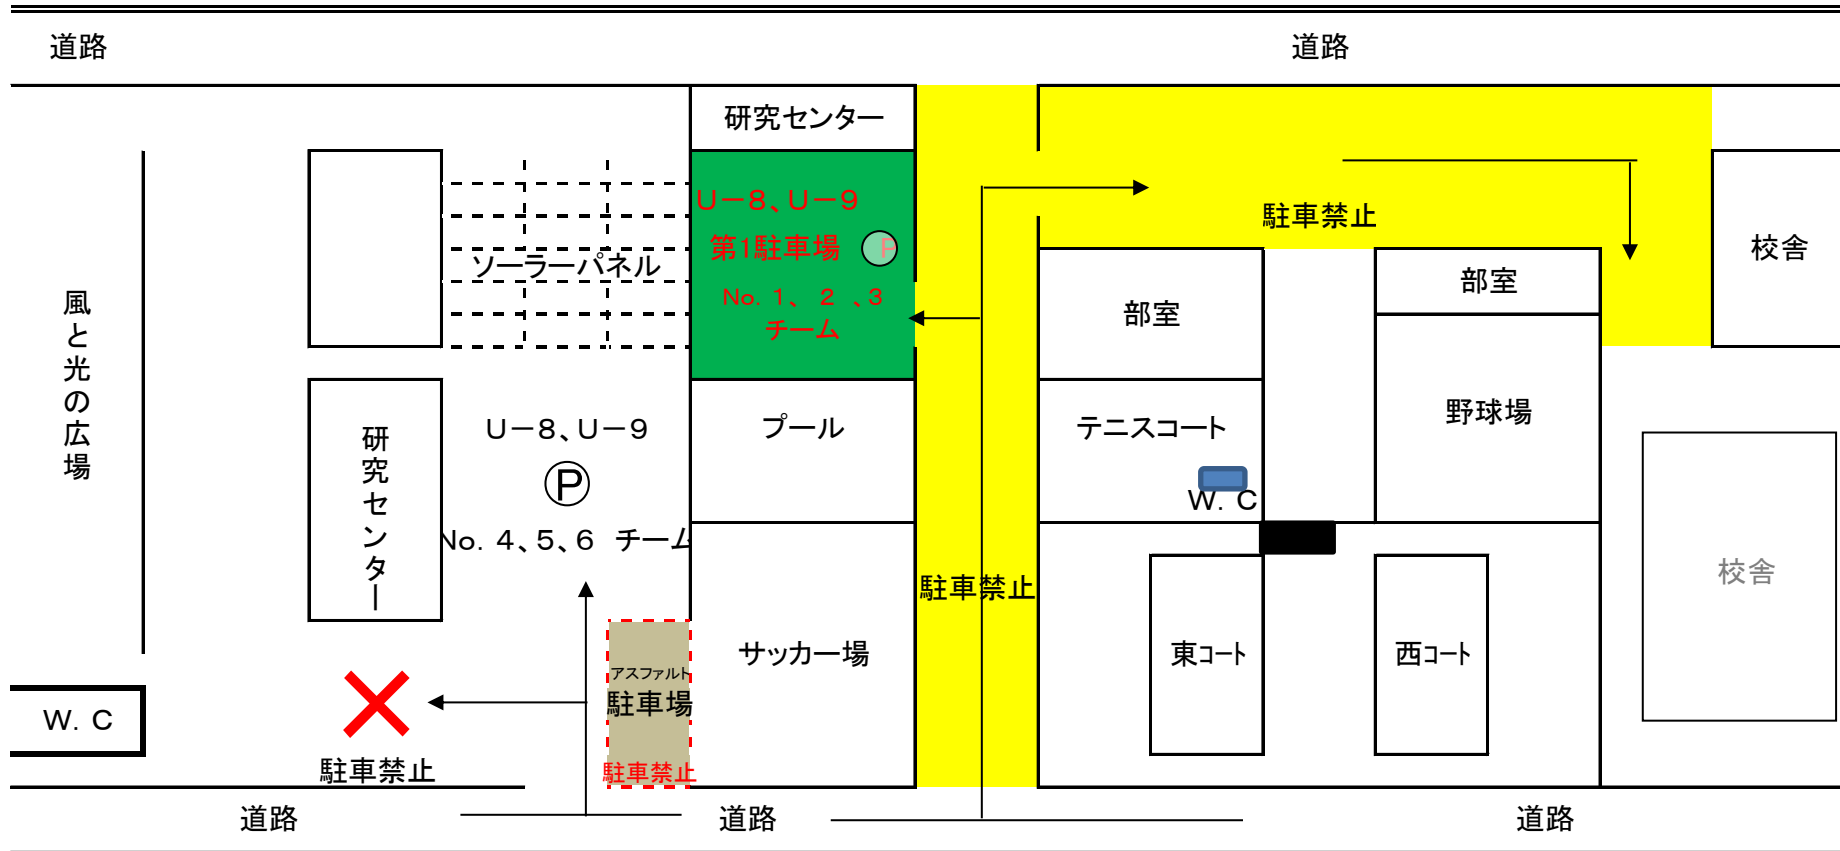 道路
道路
研究センター
U－8、U－9
第1駐車場 P
No. 1、 2 、3
チーム
ソーラーパネル
駐車禁止
校舎
部室
部室
風と光の広場
研究センター
U－8、U－9
P
No. 4、5、6 チーム
プール
テニスコート
W. C
野球場
校舎
駐車禁止
サッカー場
東コート
西コート
アスファルト
駐車場
駐車禁止
W. C
駐車禁止
道路
道路
道路